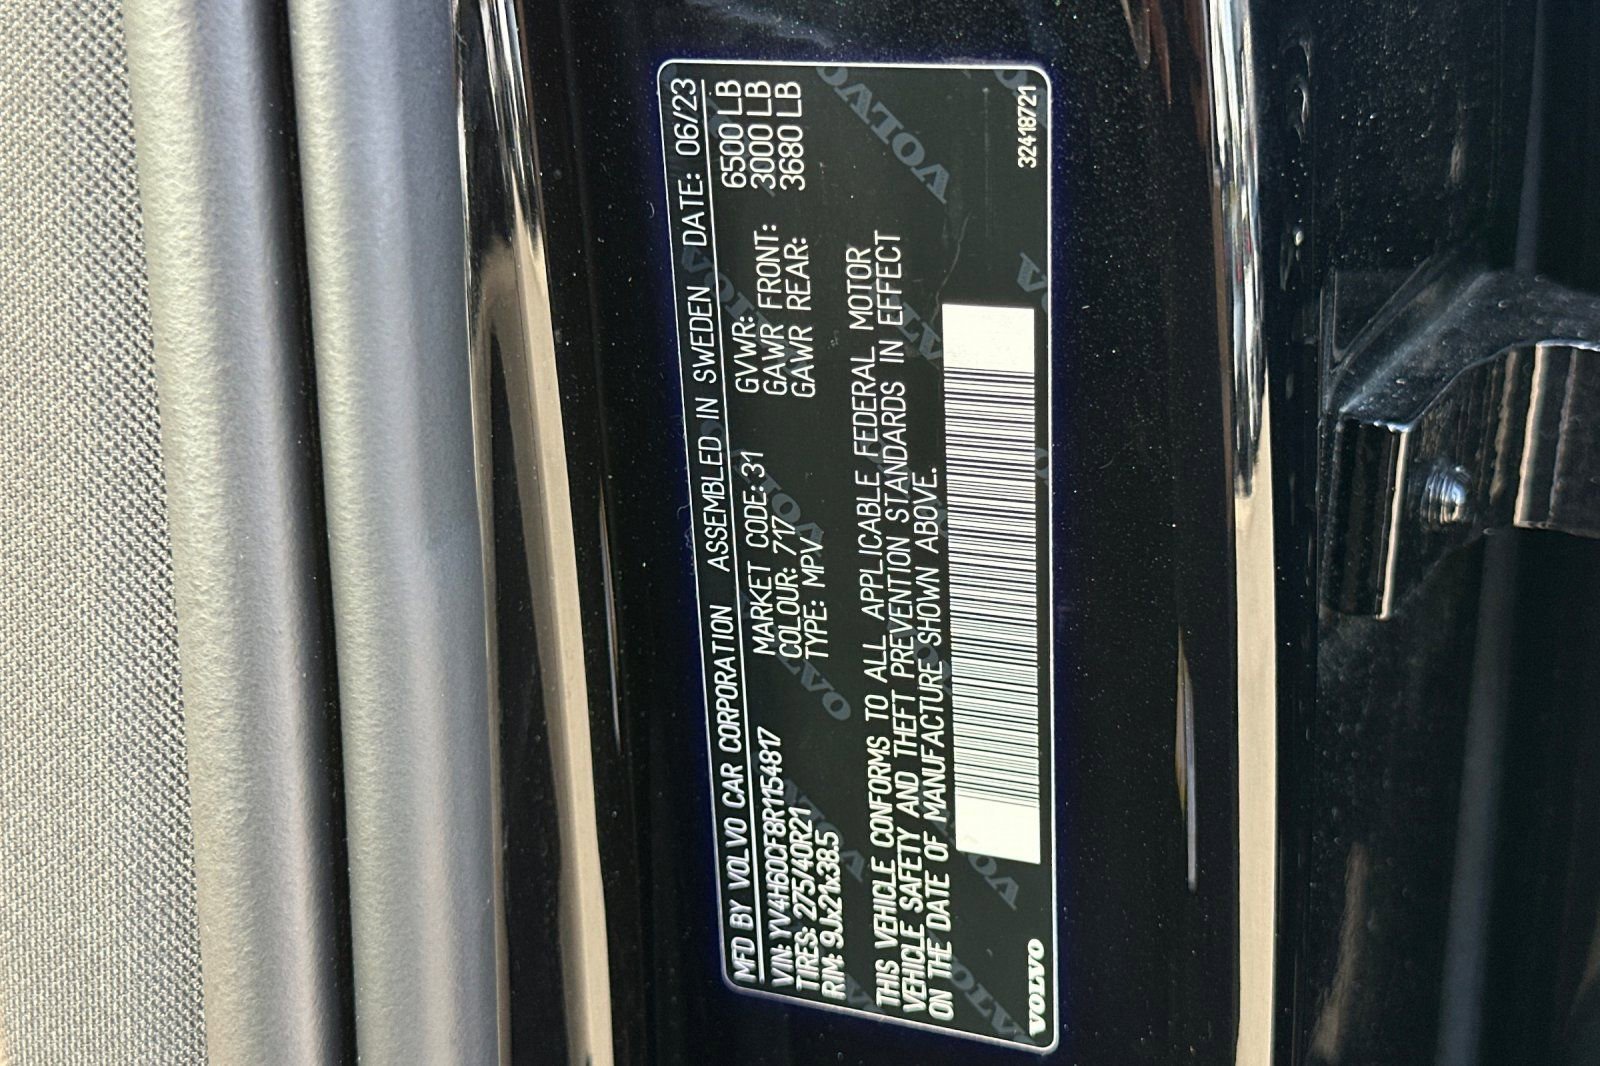 MFD BY VOLVO CAR CORPORATION ASSEMBLED IN SWEDEN DATE: 06/23
VIN: YV4H60CF8R1154817 MARKET CODE:31 GVWR: 6500 LB
TIRES: 275/40R21 COLOUR: 717 GAWR FRONT: 3000 LB
RIM: 9Jx21x38.5 TYPE: MPV GAWR REAR: 3680 LB
THIS VEHICLE CONFORMS TO ALL APPLICABLE FEDERAL MOTOR
VEHICLE SAFETY AND THEFT PREVENTION STANDARDS IN EFFECT
ON THE DATE OF MANUFACTURE SHOWN ABOVE.
VOLVO 32418721